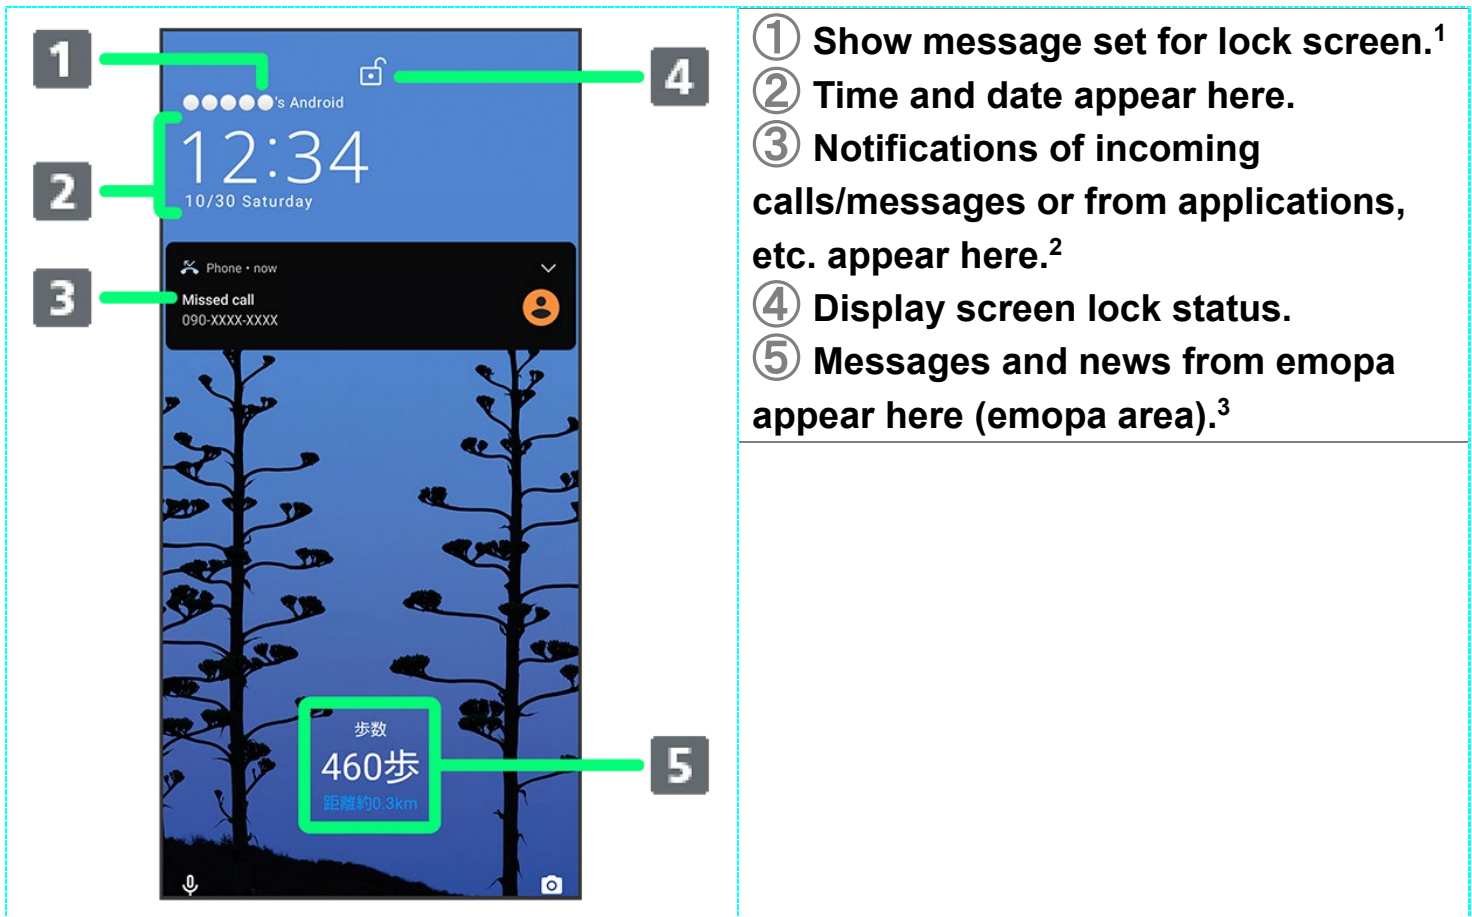 1
4
●●●●●'s Android
12:34
2
10/30 Saturday
Phone • now
3
Missed call
090-XXXX-XXXX
歩数
460歩
5
距離約0.3km
① Show message set for lock screen.¹
② Time and date appear here.
③ Notifications of incoming
calls/messages or from applications,
etc. appear here.²
④ Display screen lock status.
⑤ Messages and news from emopa
appear here (emopa area).³